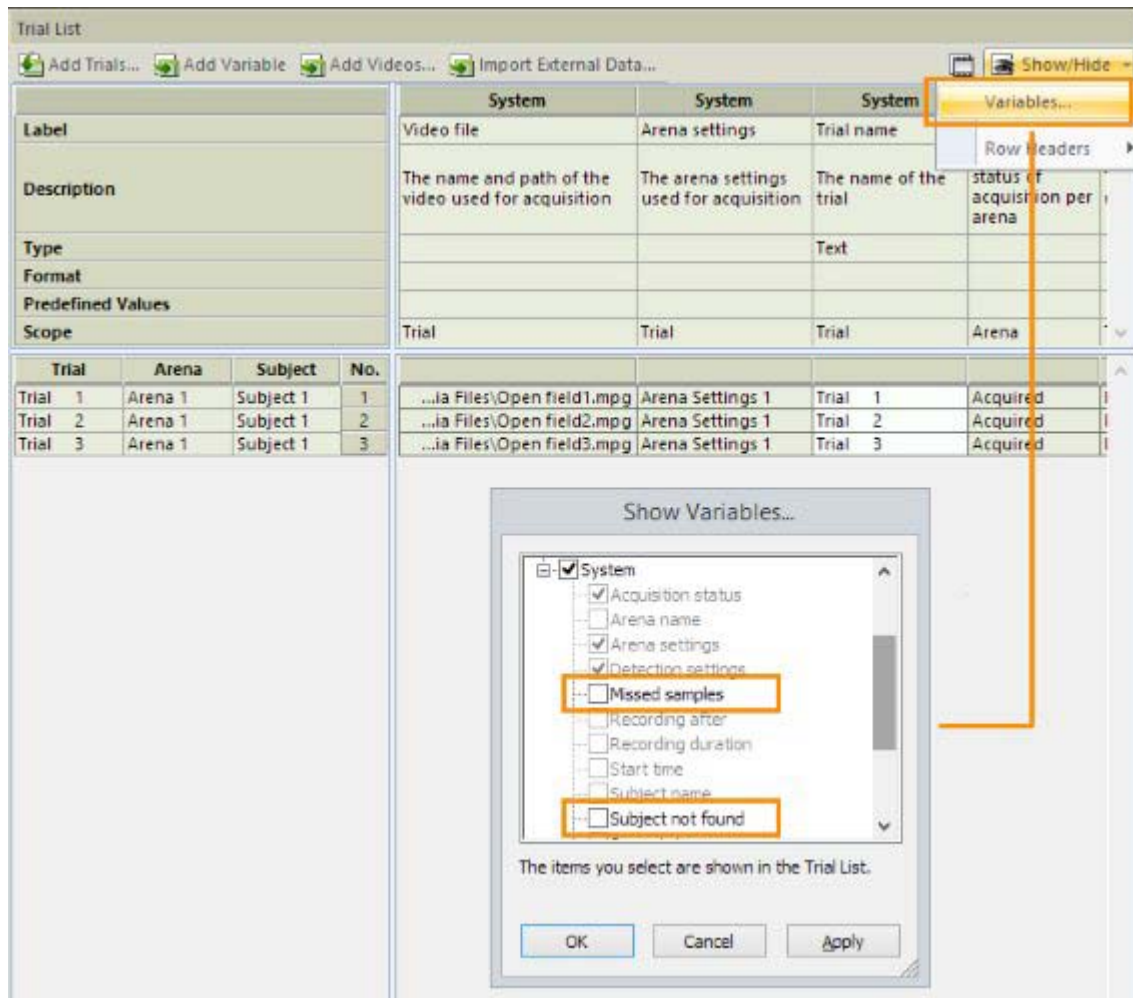 Trial List
Add Trials... Add Variable Add Videos... Import External Data... Show/Hide
System System System Variables...
Label Video file Arena settings Trial name
Row Headers
Description The name and path of the video used for acquisition The arena settings used for acquisition The name of the trial status of acquisition per arena
Type Text
Format
Predefined Values
Scope Trial Trial Trial Arena
Trial Arena Subject No.
Trial 1 Arena 1 Subject 1 1 ...ia Files\Open field1.mpg Arena Settings 1 Trial 1 Acquired
Trial 2 Arena 1 Subject 1 2 ...ia Files\Open field2.mpg Arena Settings 1 Trial 2 Acquired
Trial 3 Arena 1 Subject 1 3 ...ia Files\Open field3.mpg Arena Settings 1 Trial 3 Acquired
Show Variables...
System
Acquisition status
Arena name
Arena settings
Detection settings
Missed samples
Recording after
Recording duration
Start time
Subject name
Subject not found
The items you select are shown in the Trial List.
OK Cancel Apply